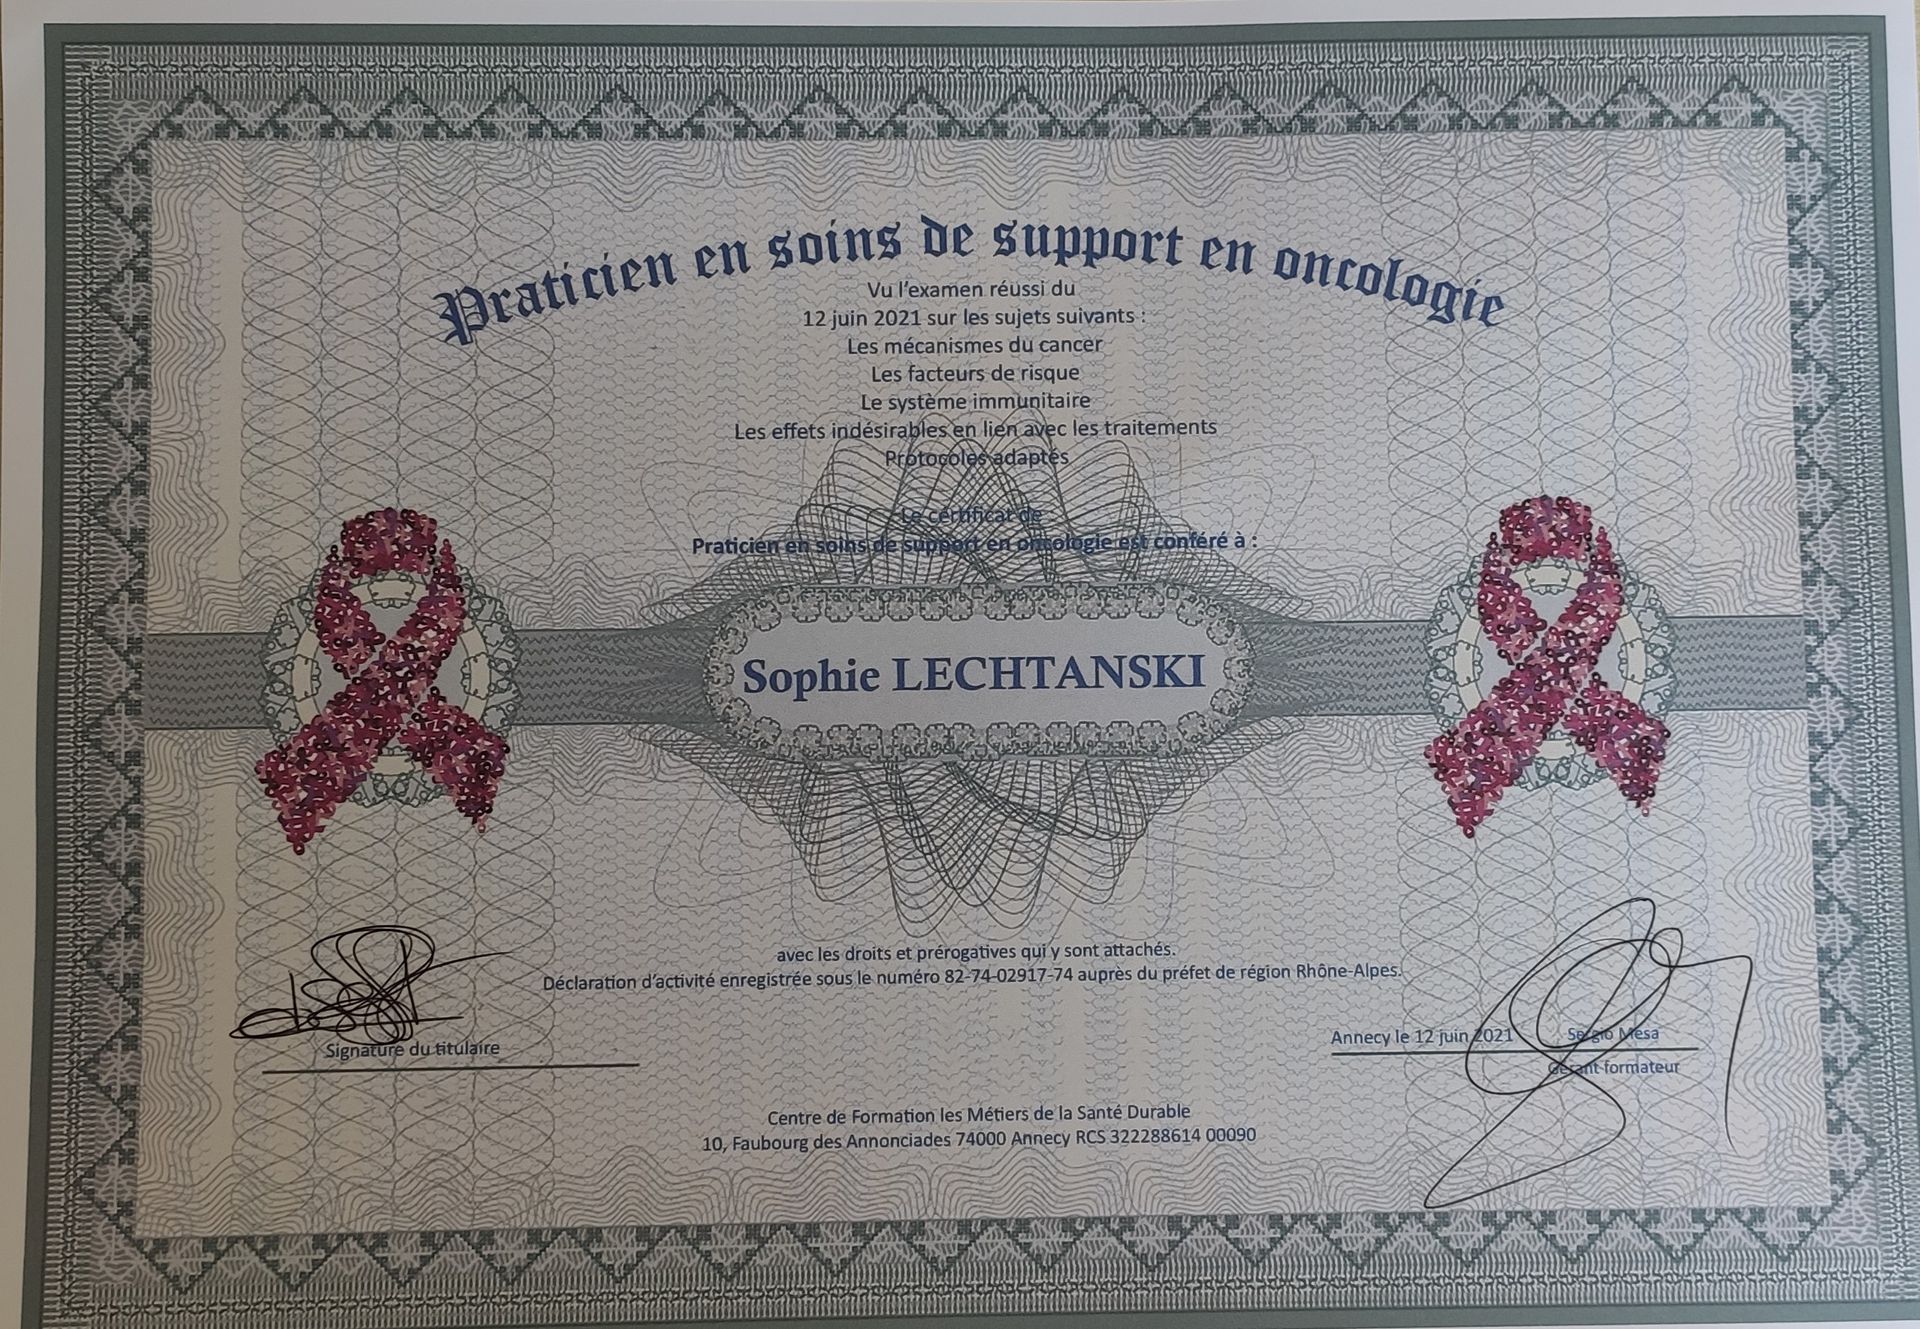 Praticien en soins de support en oncologie
Vu l'examen réussi du
12 juin 2021 sur les sujets suivants :
Les mécanismes du cancer
Les facteurs de risque
Le système immunitaire
Les effets indésirables en lien avec les traitements
Protocoles adaptés
Le certificat de
Praticien en soins de support en oncologie est conféré à :
Sophie LECHTANSKI
avec les droits et prérogatives qui y sont attachés.
Déclaration d'activité enregistrée sous le numéro 82-74-02917-74 auprès du préfet de région Rhône-Alpes.
Signature du titulaire
Annecy le 12 juin 2021 Sergio Mesa
Gérant-formateur
Centre de Formation les Métiers de la Santé Durable
10, Faubourg des Annonciades 74000 Annecy RCS 322288614 00090